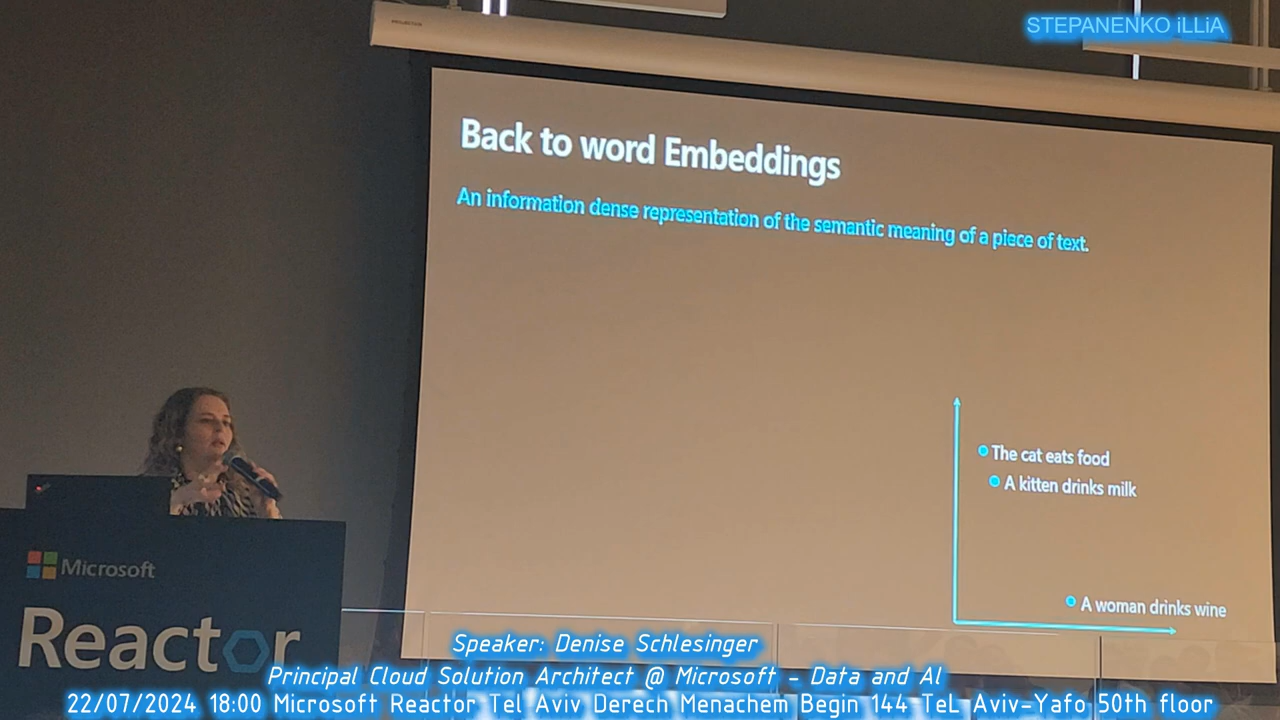 STEPANENKO iLLiA
Back to word Embeddings
An information dense representation of the semantic meaning of a piece of text.
The cat eats food
A kitten drinks milk
A woman drinks wine
Microsoft
Reactor
Speaker: Denise Schlesinger
Principal Cloud Solution Architect @ Microsoft - Data and AI
22/07/2024 18:00 Microsoft Reactor Tel Aviv Derech Menachem Begin 144 TeL Aviv-Yafo 50th floor